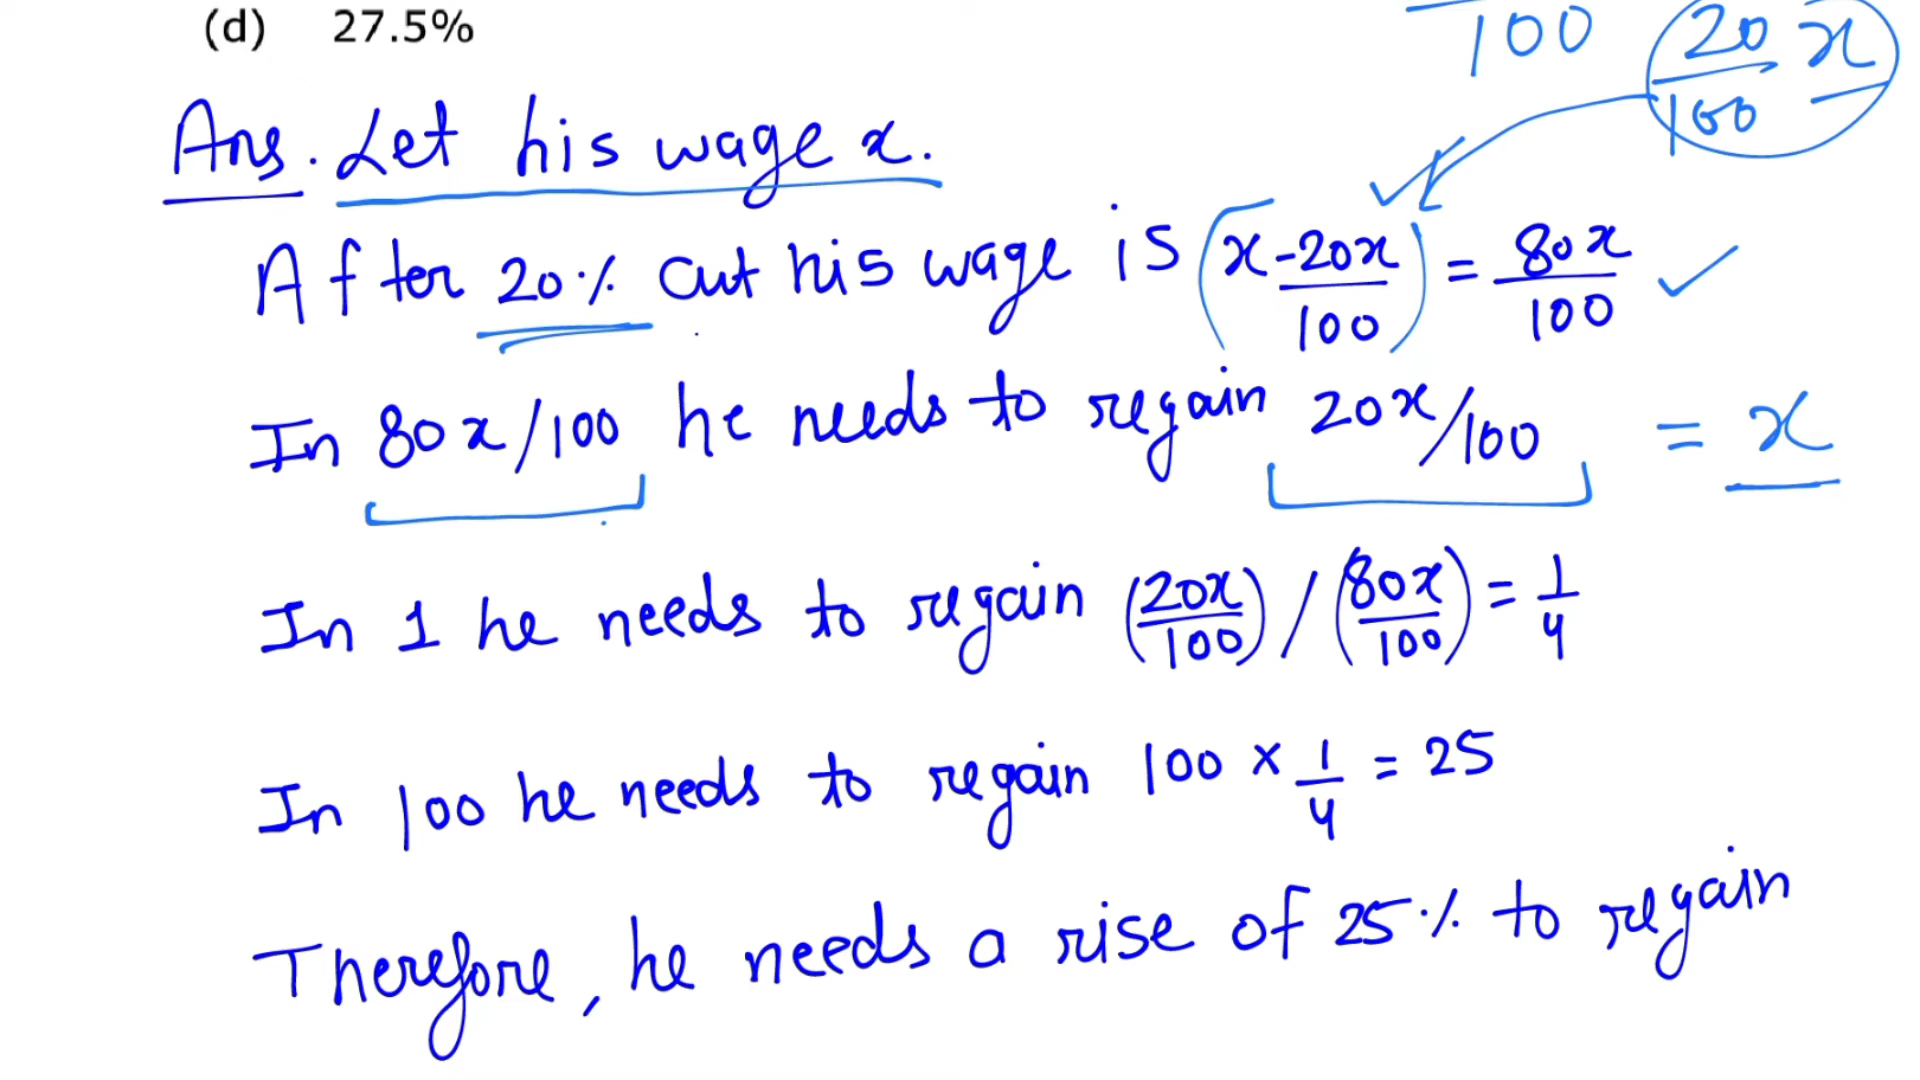 (d) 27.5%
100 20/100 x
Ans. Let his wage x.
After 20% cut his wage is (x - 20x/100) = 80x/100
In 80x/100 he needs to regain 20x/100 = x
In 1 he needs to regain (20x/100) / (80x/100) = 1/4
In 100 he needs to regain 100 × 1/4 = 25
Therefore, he needs a rise of 25% to regain